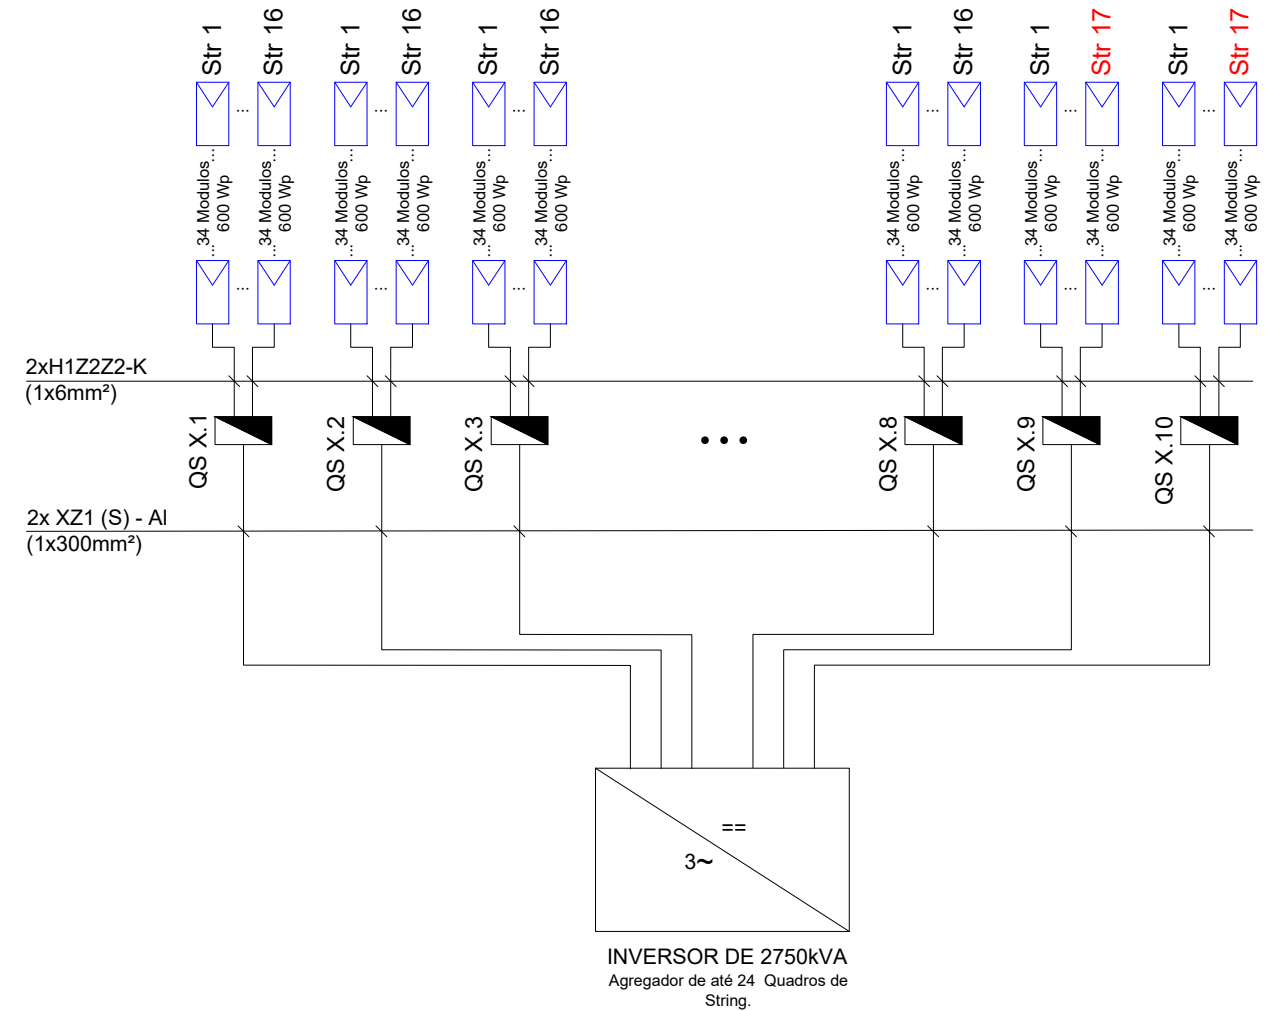 Str 1
Str 16
Str 1
Str 16
Str 1
Str 16
Str 1
Str 16
Str 1
Str 17
Str 1
Str 17
...
...
...
...
...
...
...34 Modulos...
600 Wp
...34 Modulos...
600 Wp
...34 Modulos...
600 Wp
...34 Modulos...
600 Wp
...34 Modulos...
600 Wp
...34 Modulos...
600 Wp
...34 Modulos...
600 Wp
...34 Modulos...
600 Wp
...34 Modulos...
600 Wp
...34 Modulos...
600 Wp
...34 Modulos...
600 Wp
...34 Modulos...
600 Wp
...
...
...
...
...
...
2xH1Z2Z2-K
(1x6mm²)
QS X.1
QS X.2
QS X.3
...
QS X.8
QS X.9
QS X.10
2x XZ1 (S) - Al
(1x300mm²)
==
3~
INVERSOR DE 2750kVA
Agregador de até 24 Quadros de
String.